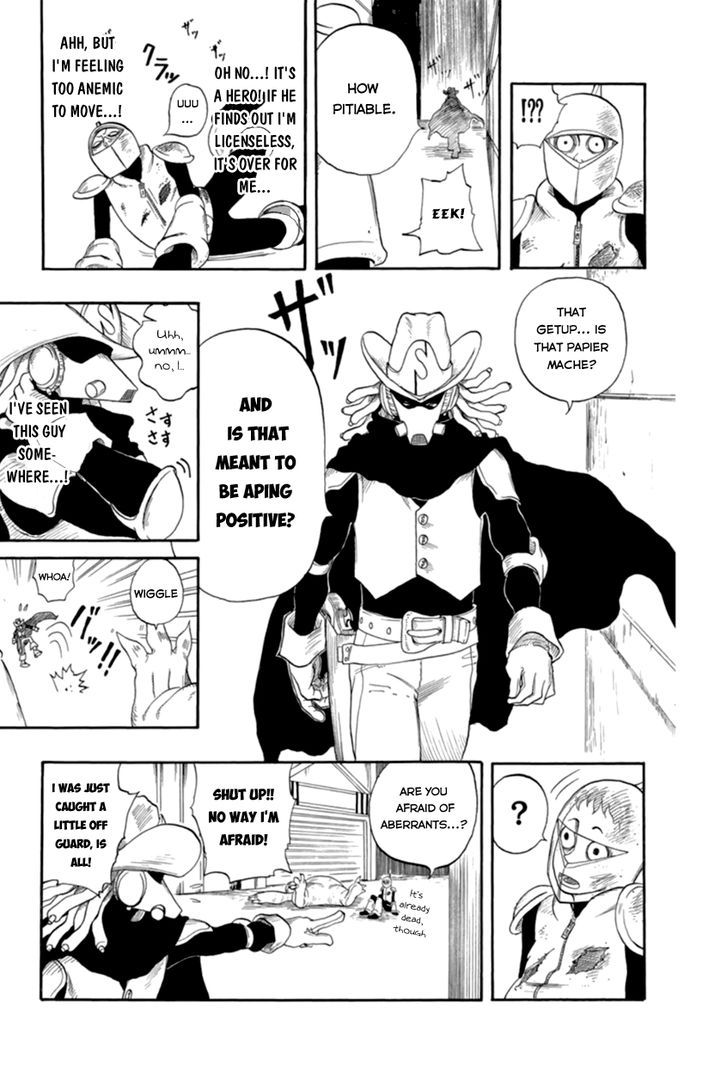 !??
HOW
PITIABLE.
EEK!
ザッ
ザッ
OH NO...! IT'S
A HERO! IF HE
FINDS OUT I'M
LICENSELESS,
IT'S OVER FOR
ME...
UUU
...
ザッ
ザッ
クラッ
AHH, BUT
I'M FEELING
TOO ANEMIC
TO MOVE...!
THAT
GETUP... IS
THAT PAPIER
MACHE?
S
ザッ
AND
IS THAT
MEANT TO
BE APING
POSITIVE?
Uhh,
ummm...
no, I...
I'VE SEEN
THIS GUY
SOME-
WHERE...!
さすささ
WIGGLE
WHOA!
バッ!!
?
ARE YOU
AFRAID OF
ABERRANTS...?
It's
already
dead,
though
SHUT UP!!
NO WAY I'M
AFRAID!
I WAS JUST
CAUGHT A
LITTLE OFF
GUARD, IS
ALL!